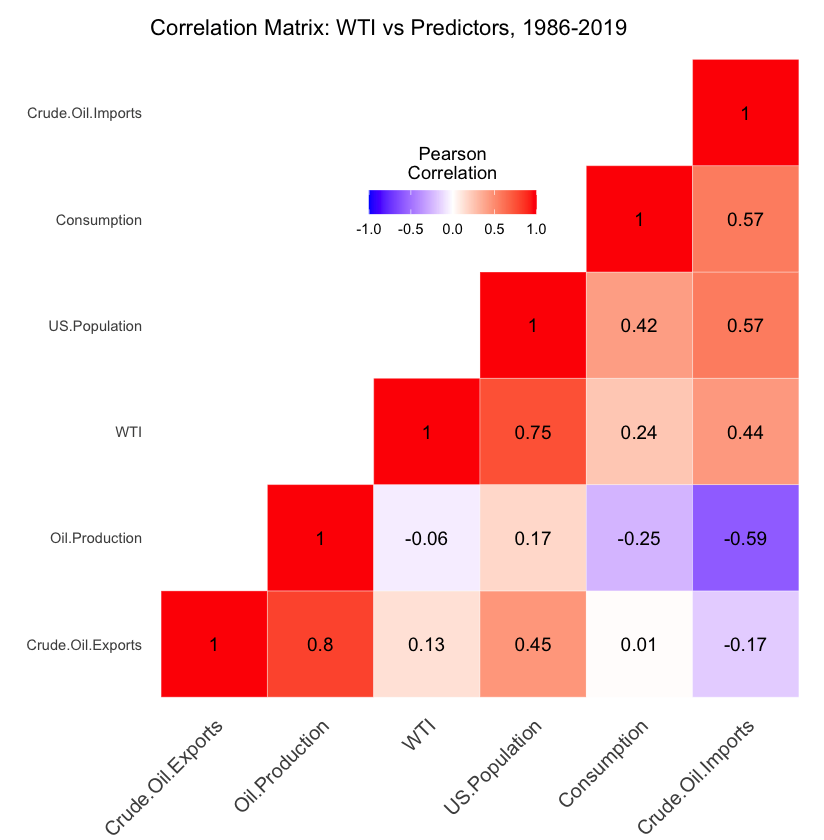 Correlation Matrix: WTI vs Predictors, 1986-2019
Crude.Oil.Imports
1
Pearson
Correlation
-1.0 -0.5 0.0 0.5 1.0
Consumption
1 0.57
US.Population
1 0.42 0.57
WTI
1 0.75 0.24 0.44
Oil.Production
1 -0.06 0.17 -0.25 -0.59
Crude.Oil.Exports
1 0.8 0.13 0.45 0.01 -0.17
Crude.Oil.Exports
Oil.Production
WTI
US.Population
Consumption
Crude.Oil.Imports